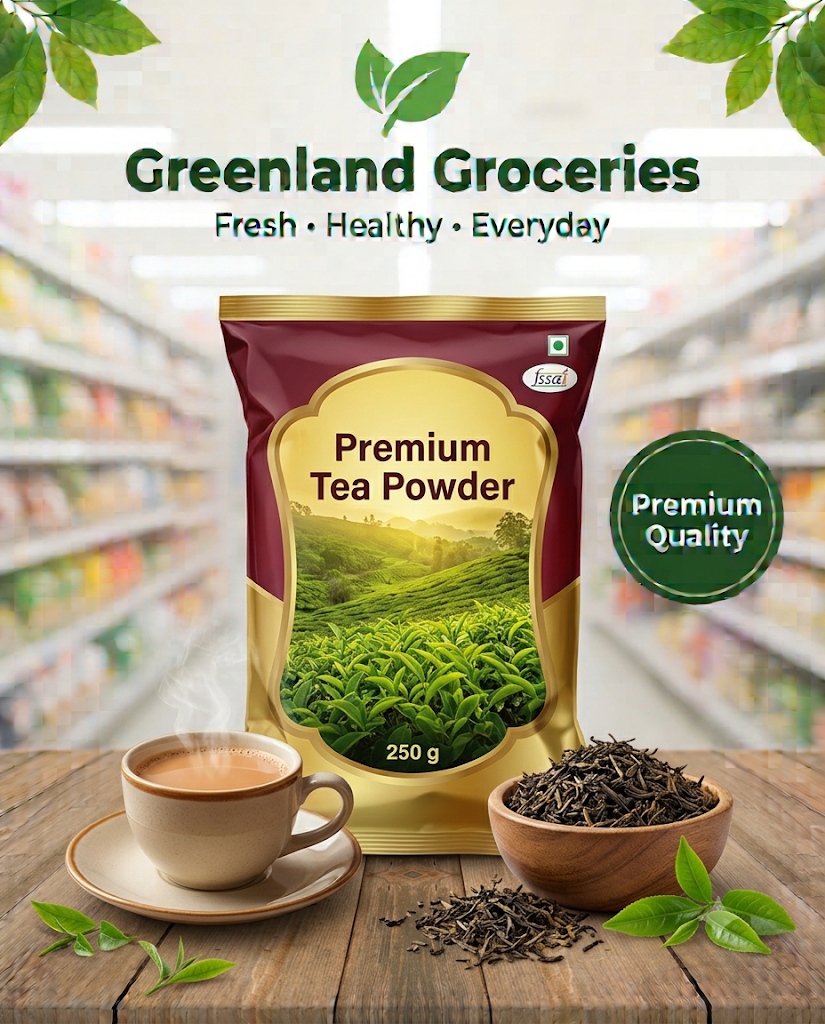 Greenland Groceries
Fresh • Healthy • Everyday
fssai
Premium
Tea Powder
Premium
Quality
250 g